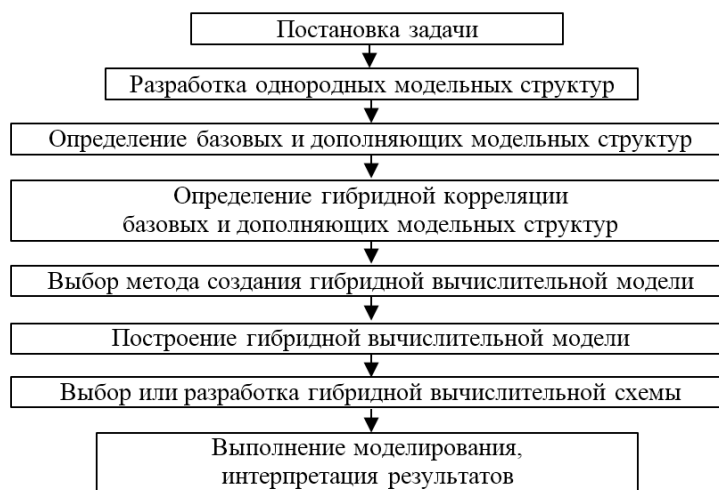 Постановка задачи
Разработка однородных модельных структур
Определение базовых и дополняющих модельных структур
Определение гибридной корреляции
базовых и дополняющих модельных структур
Выбор метода создания гибридной вычислительной модели
Построение гибридной вычислительной модели
Выбор или разработка гибридной вычислительной схемы
Выполнение моделирования,
интерпретация результатов